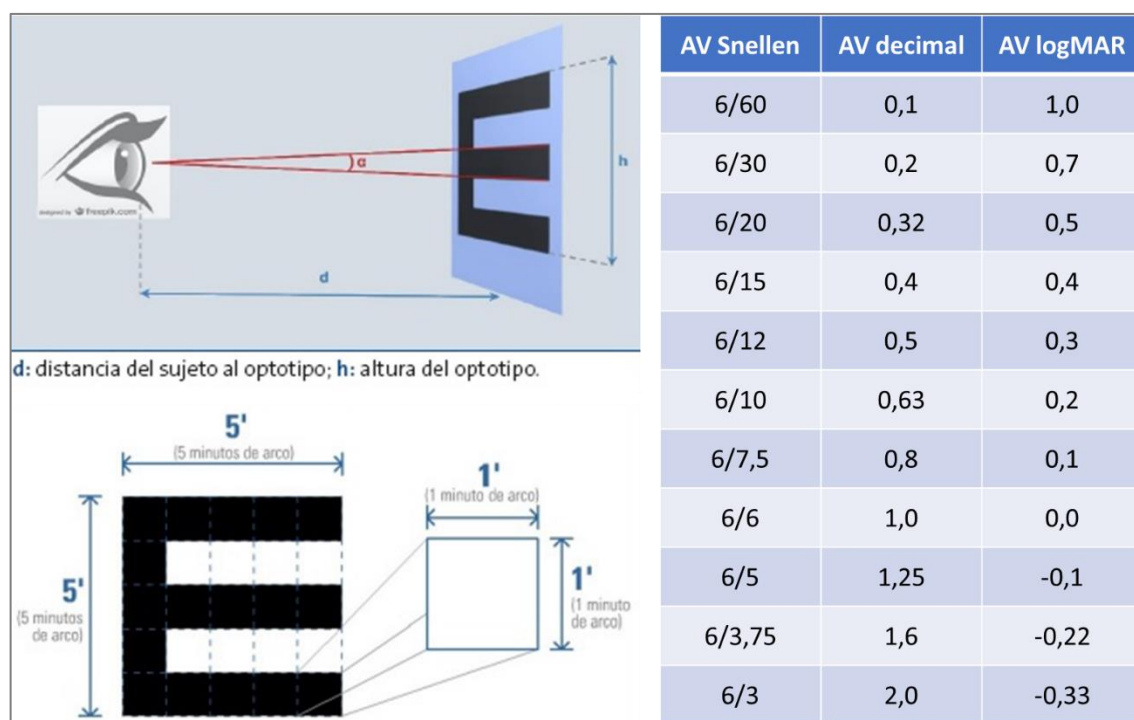 α
h
designed by freepik.com
d
d: distancia del sujeto al optotipo; h: altura del optotipo.
5'
(5 minutos de arco)
5'
(5 minutos
de arco)
1'
(1 minuto de arco)
1'
(1 minuto
de arco)
AV Snellen AV decimal AV logMAR
6/60 0,1 1,0
6/30 0,2 0,7
6/20 0,32 0,5
6/15 0,4 0,4
6/12 0,5 0,3
6/10 0,63 0,2
6/7,5 0,8 0,1
6/6 1,0 0,0
6/5 1,25 -0,1
6/3,75 1,6 -0,22
6/3 2,0 -0,33